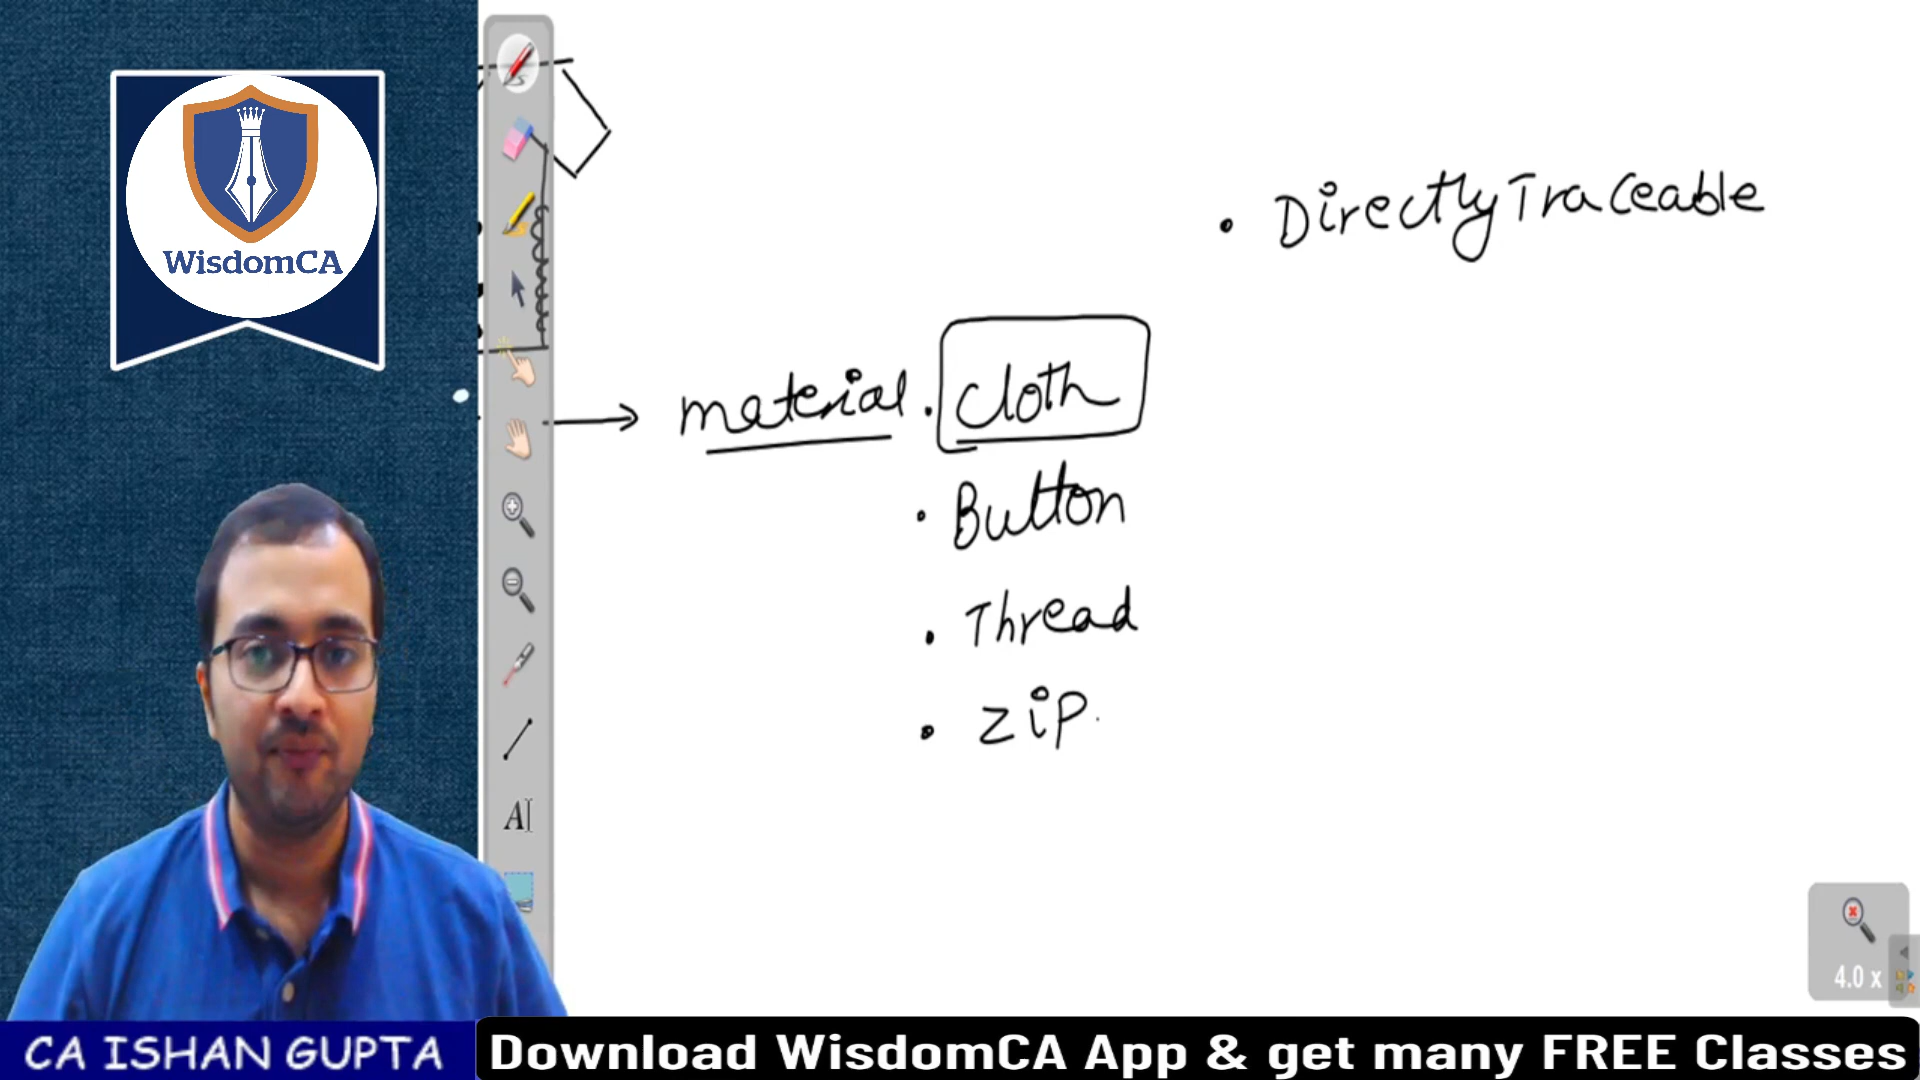 WisdomCA
• Directly Traceable
material • cloth
• Button
• Thread
• Zip
A
4.0 x
CA ISHAN GUPTA
Download WisdomCA App & get many FREE Classes